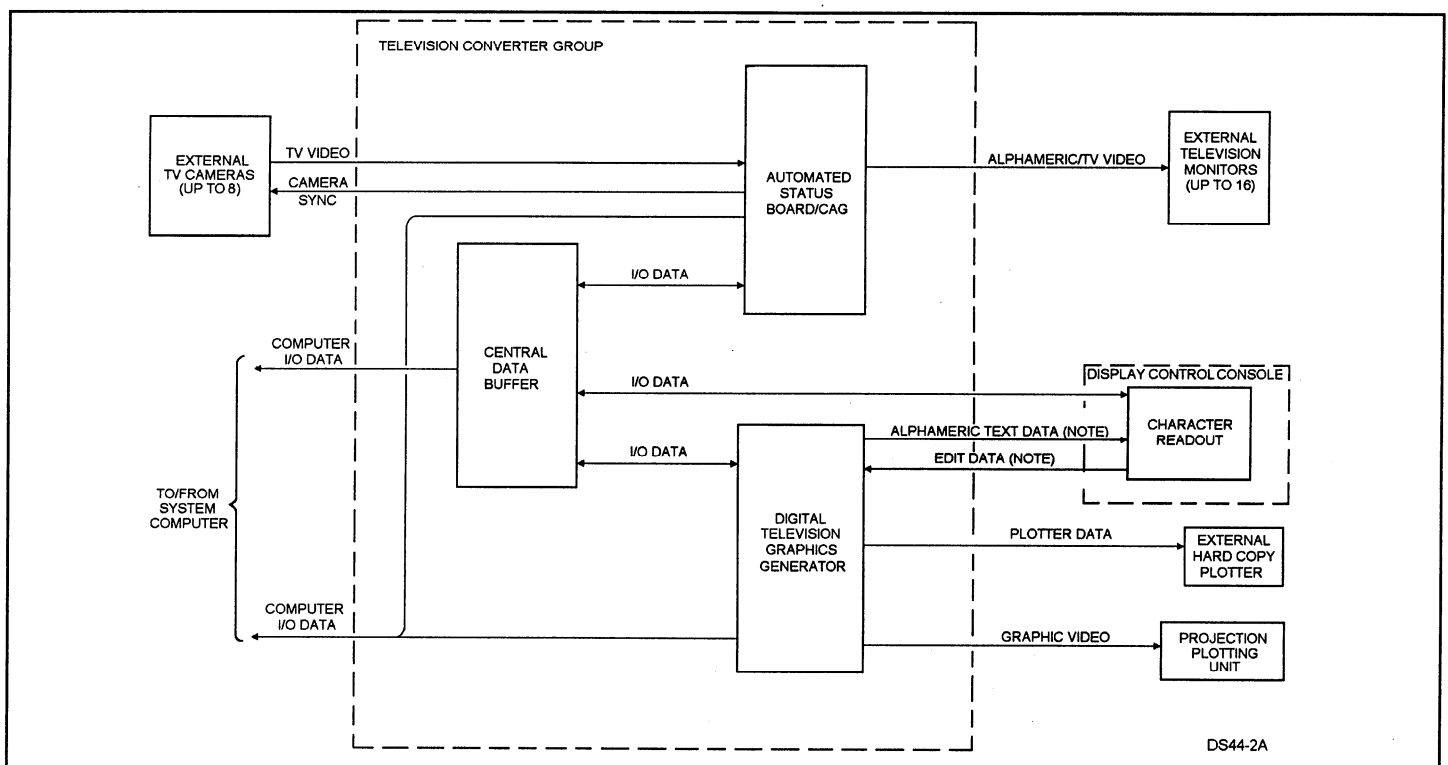 TELEVISION CONVERTER GROUP
EXTERNAL
TV CAMERAS
(UP TO 8)
TV VIDEO
CAMERA
SYNC
AUTOMATED
STATUS
BOARD/CAG
ALPHAMERIC/TV VIDEO
EXTERNAL
TELEVISION
MONITORS
(UP TO 16)
I/O DATA
COMPUTER
I/O DATA
CENTRAL
DATA
BUFFER
I/O DATA
DISPLAY CONTROL CONSOLE
CHARACTER
READOUT
ALPHAMERIC TEXT DATA (NOTE)
EDIT DATA (NOTE)
I/O DATA
TO/FROM
SYSTEM
COMPUTER
DIGITAL
TELEVISION
GRAPHICS
GENERATOR
PLOTTER DATA
EXTERNAL
HARD COPY
PLOTTER
COMPUTER
I/O DATA
GRAPHIC VIDEO
PROJECTION
PLOTTING
UNIT
DS44-2A